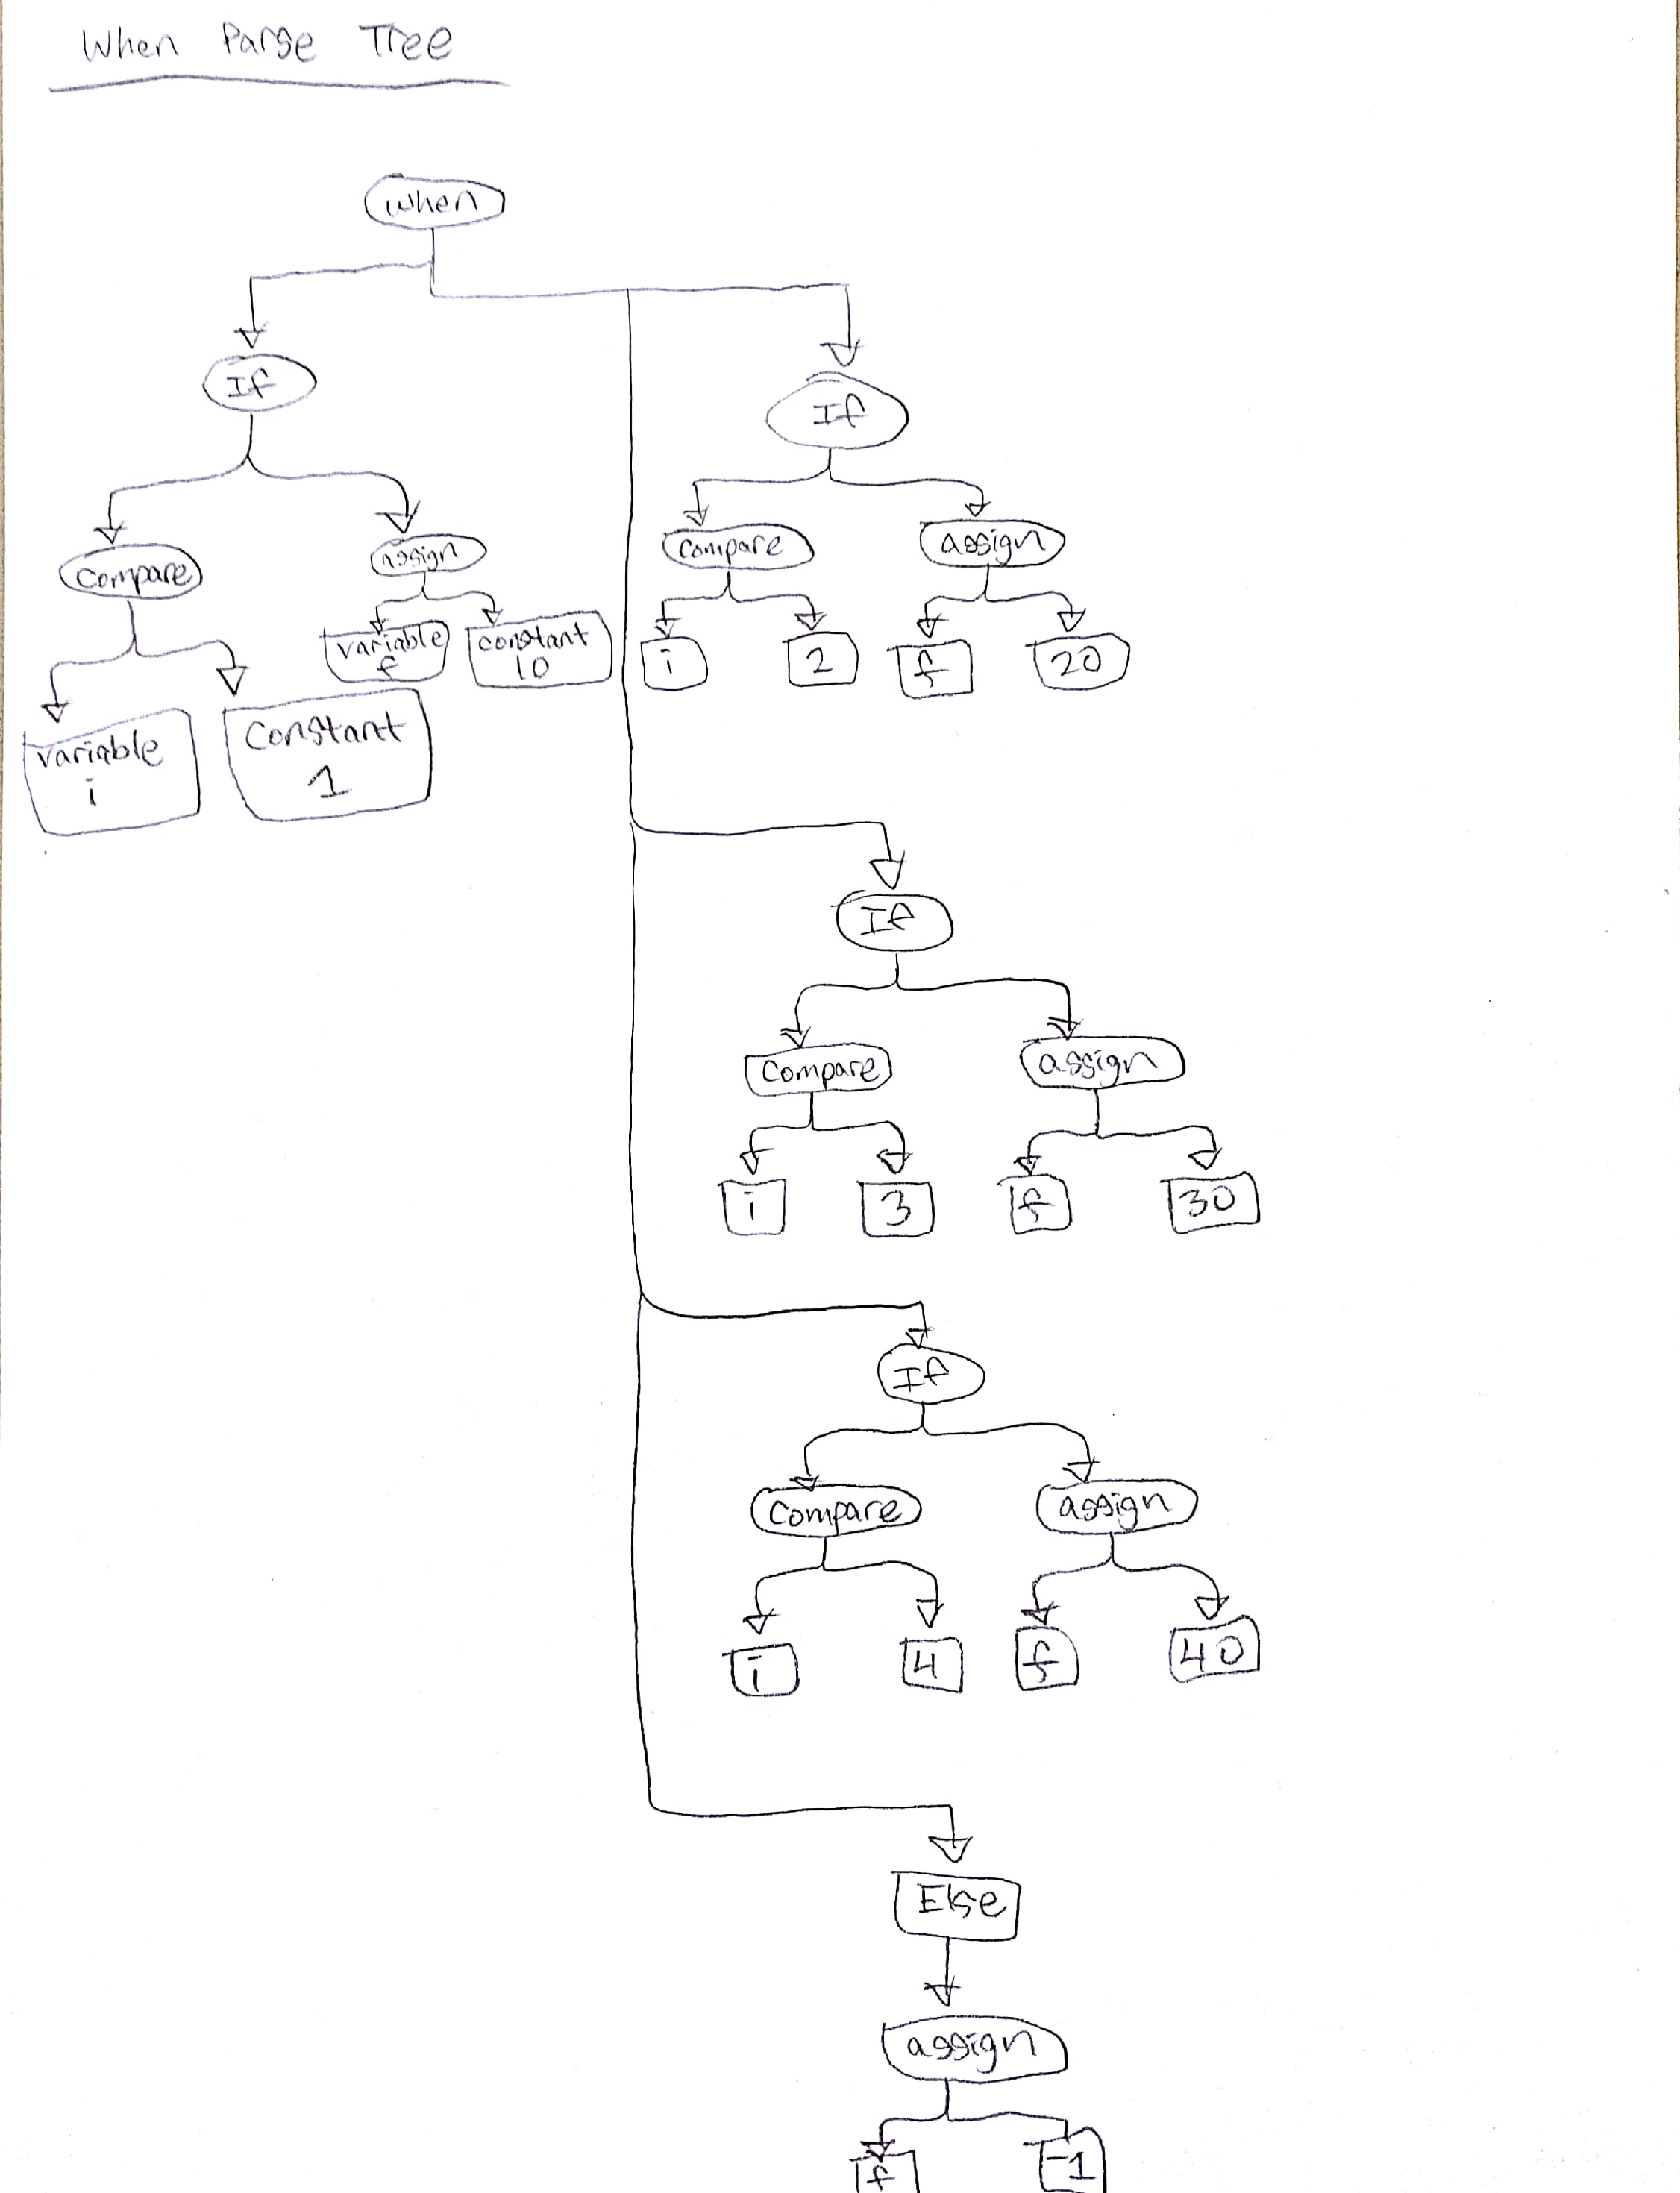 When Parse Tree
when
If
If
Compare
assign
variable
f
constant
10
variable
i
Constant
1
compare
assign
i
2
f
20
If
Compare
assign
i
3
f
30
If
Compare
assign
i
4
f
40
Else
assign
f
-1